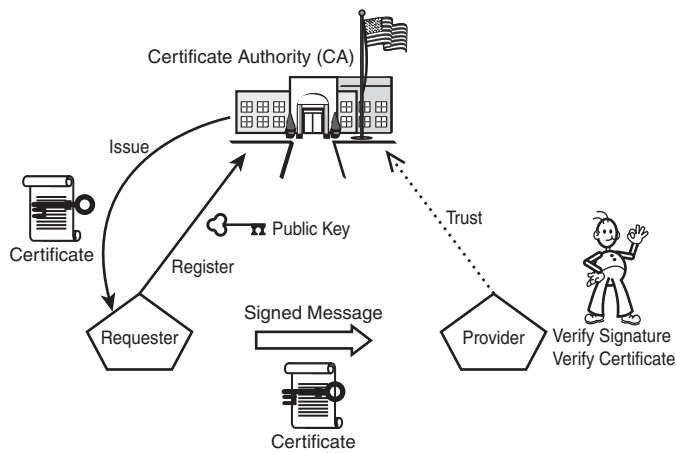 Certificate Authority (CA)
Issue
Certificate
Public Key
Register
Trust
Requester
Signed Message
Certificate
Provider
Verify Signature
Verify Certificate